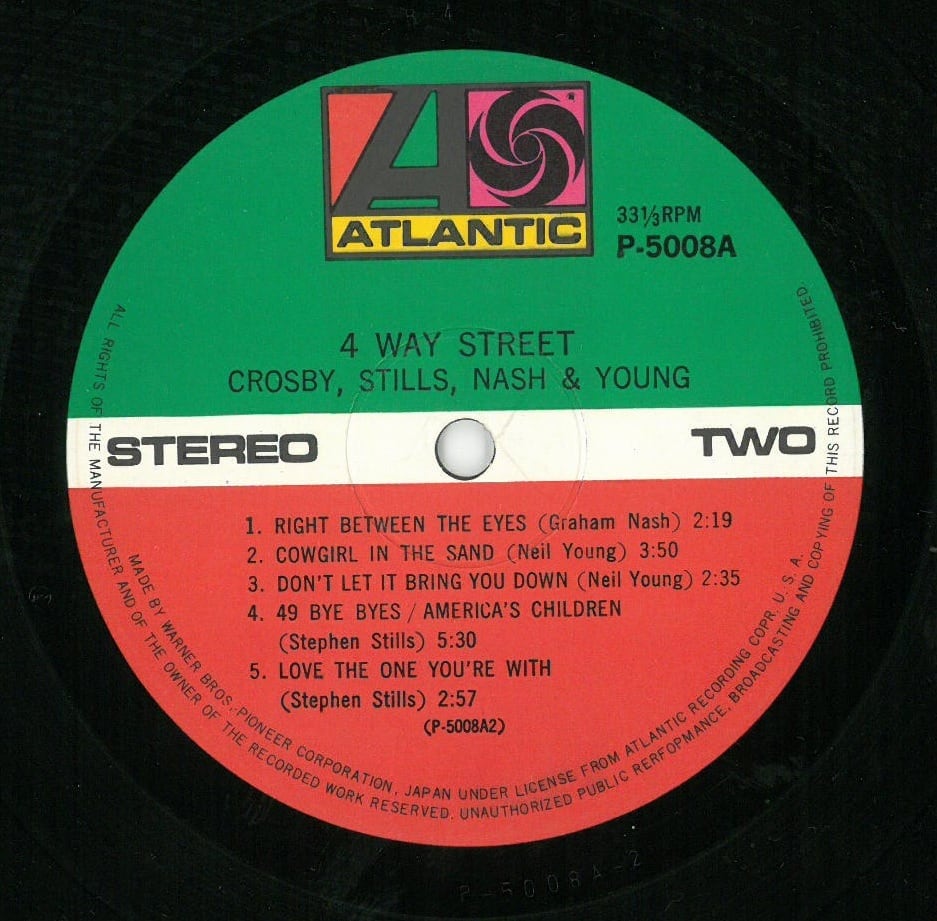 ATLANTIC
33⅓RPM
P-5008A
4 WAY STREET
CROSBY, STILLS, NASH & YOUNG
STEREO
TWO
1. RIGHT BETWEEN THE EYES (Graham Nash) 2:19
2. COWGIRL IN THE SAND (Neil Young) 3:50
3. DON'T LET IT BRING YOU DOWN (Neil Young) 2:35
4. 49 BYE BYES / AMERICA'S CHILDREN
(Stephen Stills) 5:30
5. LOVE THE ONE YOU'RE WITH
(Stephen Stills) 2:57
(P-5008A2)
MADE BY WARNER BROS.-PIONEER CORPORATION, JAPAN UNDER LICENSE FROM ATLANTIC RECORDING COPR. U. S. A.
ALL RIGHTS OF THE MANUFACTURER AND OF THE OWNER OF THE RECORDED WORK RESERVED. UNAUTHORIZED PUBLIC RERFOPMANCE, BROADCASTING AND COPYING OF THIS RECORD PROHIBITED.
P-5008A-2